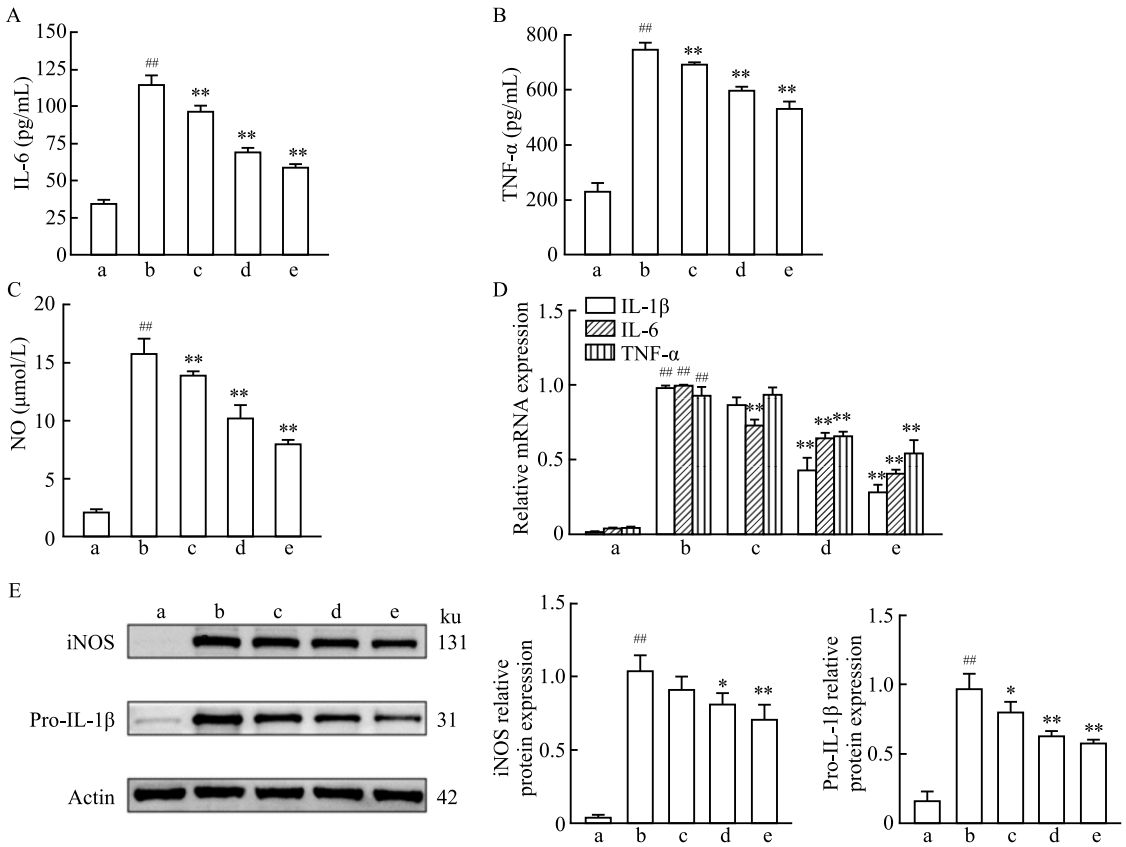 A
IL-6 (pg/mL)
150
125
100
75
50
25
0
##
**
**
**
a b c d e
B
TNF-α (pg/mL)
800
600
400
200
0
##
**
**
**
a b c d e
C
NO (μmol/L)
20
15
10
5
0
##
**
**
**
a b c d e
D
Relative mRNA expression
1.5
1.0
0.5
0
IL-1β
IL-6
TNF-α
## ## ##
**
** ** **
** ** **
a b c d e
E
a b c d e ku
iNOS 131
Pro-IL-1β 31
Actin 42
iNOS relative
protein expression
1.5
1.0
0.5
0
##
*
**
a b c d e
Pro-IL-1β relative
protein expression
1.5
1.0
0.5
0
##
*
**
**
a b c d e